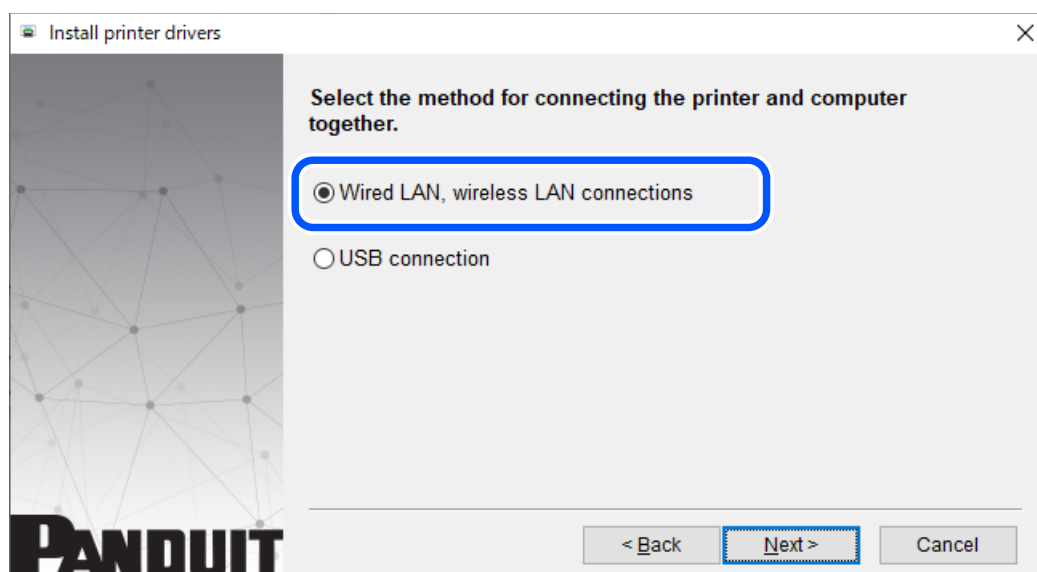 Install printer drivers
Select the method for connecting the printer and computer
together.
Wired LAN, wireless LAN connections
USB connection
PANDUIT
< Back
Next >
Cancel